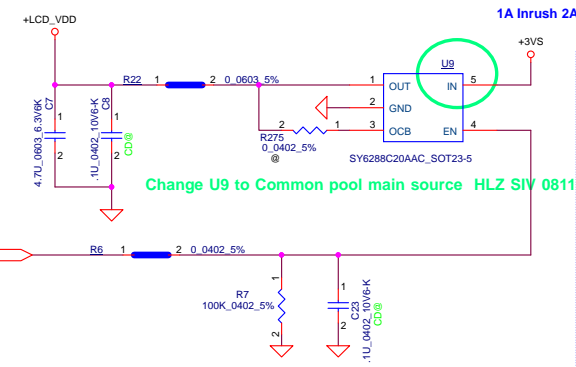 1A Inrush 2A
+LCD_VDD
+3VS
R22 1 2 0_0603_5%
U9
1 OUT IN 5
2 GND
3 OCB EN 4
C7
1
2
4.7U_0603_6.3V6K
C8
1
2
.1U_0402_10V6-K
CD@
2 1
R275
0_0402_5%
@
SY6288C20AAC_SOT23-5
Change U9 to Common pool main source HLZ SIV 0811
R6 1 2 0_0402_5%
1
R7
100K_0402_5%
2
1
C23
2
.1U_0402_10V6-K
CD@